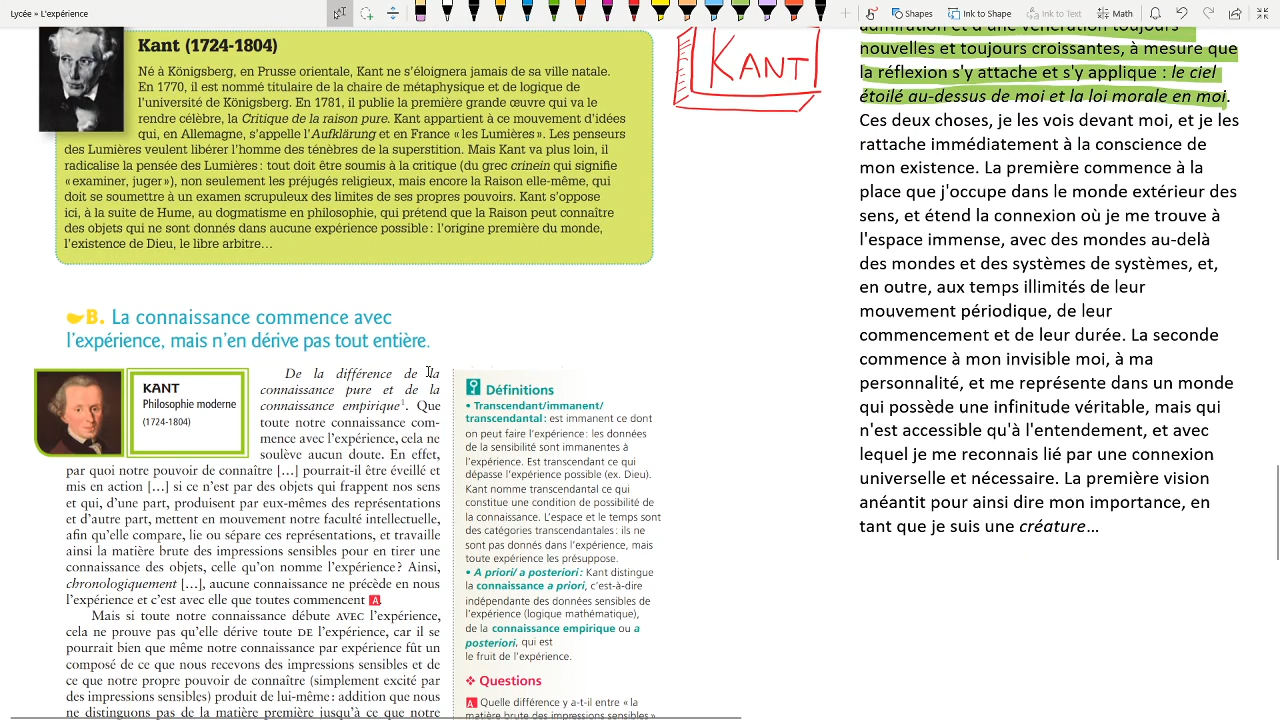 Lycée » L'expérience
Shapes
Ink to Shape
Ink to Text
Math
Kant (1724-1804)
Né à Königsberg, en Prusse orientale, Kant ne s'éloignera jamais de sa ville natale.
En 1770, il est nommé titulaire de la chaire de métaphysique et de logique de
l'université de Königsberg. En 1781, il publie la première grande œuvre qui va le
rendre célèbre, la Critique de la raison pure. Kant appartient à ce mouvement d'idées
qui, en Allemagne, s'appelle l'Aufklärung et en France « les Lumières ». Les penseurs
des Lumières veulent libérer l'homme des ténèbres de la superstition. Mais Kant va plus loin, il
radicalise la pensée des Lumières : tout doit être soumis à la critique (du grec crinein qui signifie
« examiner, juger »), non seulement les préjugés religieux, mais encore la Raison elle-même, qui
doit se soumettre à un examen scrupuleux des limites de ses propres pouvoirs. Kant s'oppose
ici, à la suite de Hume, au dogmatisme en philosophie, qui prétend que la Raison peut connaître
des objets qui ne sont donnés dans aucune expérience possible : l'origine première du monde,
l'existence de Dieu, le libre arbitre…
KANT
B. La connaissance commence avec
l'expérience, mais n'en dérive pas tout entière.
KANT
Philosophie moderne
(1724-1804)
De la différence de la
connaissance pure et de la
connaissance empirique1. Que
toute notre connaissance com-
mence avec l'expérience, cela ne
soulève aucun doute. En effet,
par quoi notre pouvoir de connaître […] pourrait-il être éveillé et
mis en action […] si ce n'est par des objets qui frappent nos sens
et qui, d'une part, produisent par eux-mêmes des représentations
et d'autre part, mettent en mouvement notre faculté intellectuelle,
afin qu'elle compare, lie ou sépare ces représentations, et travaille
ainsi la matière brute des impressions sensibles pour en tirer une
connaissance des objets, celle qu'on nomme l'expérience ? Ainsi,
chronologiquement […], aucune connaissance ne précède en nous
l'expérience et c'est avec elle que toutes commencent A.
Mais si toute notre connaissance débute AVEC l'expérience,
cela ne prouve pas qu'elle dérive toute DE l'expérience, car il se
pourrait bien que même notre connaissance par expérience fût un
composé de ce que nous recevons des impressions sensibles et de
ce que notre propre pouvoir de connaître (simplement excité par
des impressions sensibles) produit de lui-même : addition que nous
ne distinguons pas de la matière première jusqu'à ce que notre
Définitions
• Transcendant/immanent/
transcendantal : est immanent ce dont
on peut faire l'expérience : les données
de la sensibilité sont immanentes à
l'expérience. Est transcendant ce qui
dépasse l'expérience possible (ex. Dieu).
Kant nomme transcendantal ce qui
constitue une condition de possibilité de
la connaissance. L'espace et le temps sont
des catégories transcendantales : ils ne
sont pas donnés dans l'expérience, mais
toute expérience les présuppose.
• A priori/ a posteriori : Kant distingue
la connaissance a priori, c'est-à-dire
indépendante des données sensibles de
l'expérience (logique mathématique),
de la connaissance empirique ou a
posteriori, qui est
le fruit de l'expérience.
❖ Questions
A Quelle différence y a-t-il entre « la
matière brute des impressions sensibles »
admiration et d'une vénération toujours
nouvelles et toujours croissantes, à mesure que
la réflexion s'y attache et s'y applique : le ciel
étoilé au-dessus de moi et la loi morale en moi.
Ces deux choses, je les vois devant moi, et je les
rattache immédiatement à la conscience de
mon existence. La première commence à la
place que j'occupe dans le monde extérieur des
sens, et étend la connexion où je me trouve à
l'espace immense, avec des mondes au-delà
des mondes et des systèmes de systèmes, et,
en outre, aux temps illimités de leur
mouvement périodique, de leur
commencement et de leur durée. La seconde
commence à mon invisible moi, à ma
personnalité, et me représente dans un monde
qui possède une infinitude véritable, mais qui
n'est accessible qu'à l'entendement, et avec
lequel je me reconnais lié par une connexion
universelle et nécessaire. La première vision
anéantit pour ainsi dire mon importance, en
tant que je suis une créature…